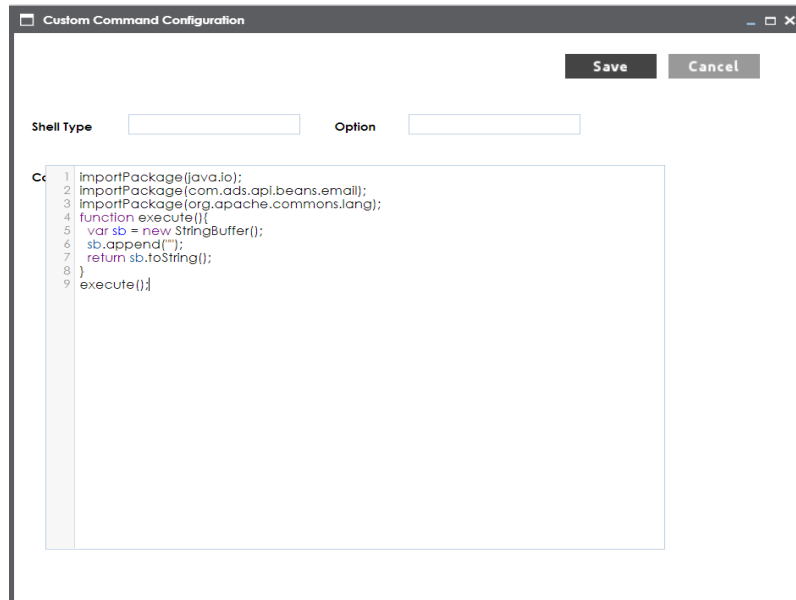 Custom Command Configuration
Save Cancel
Shell Type Option
Co
1 importPackage(java.io);
2 importPackage(com.ads.api.beans.email);
3 importPackage(org.apache.commons.lang);
4 function execute(){
5 var sb = new StringBuffer();
6 sb.append("");
7 return sb.toString();
8 }
9 execute();